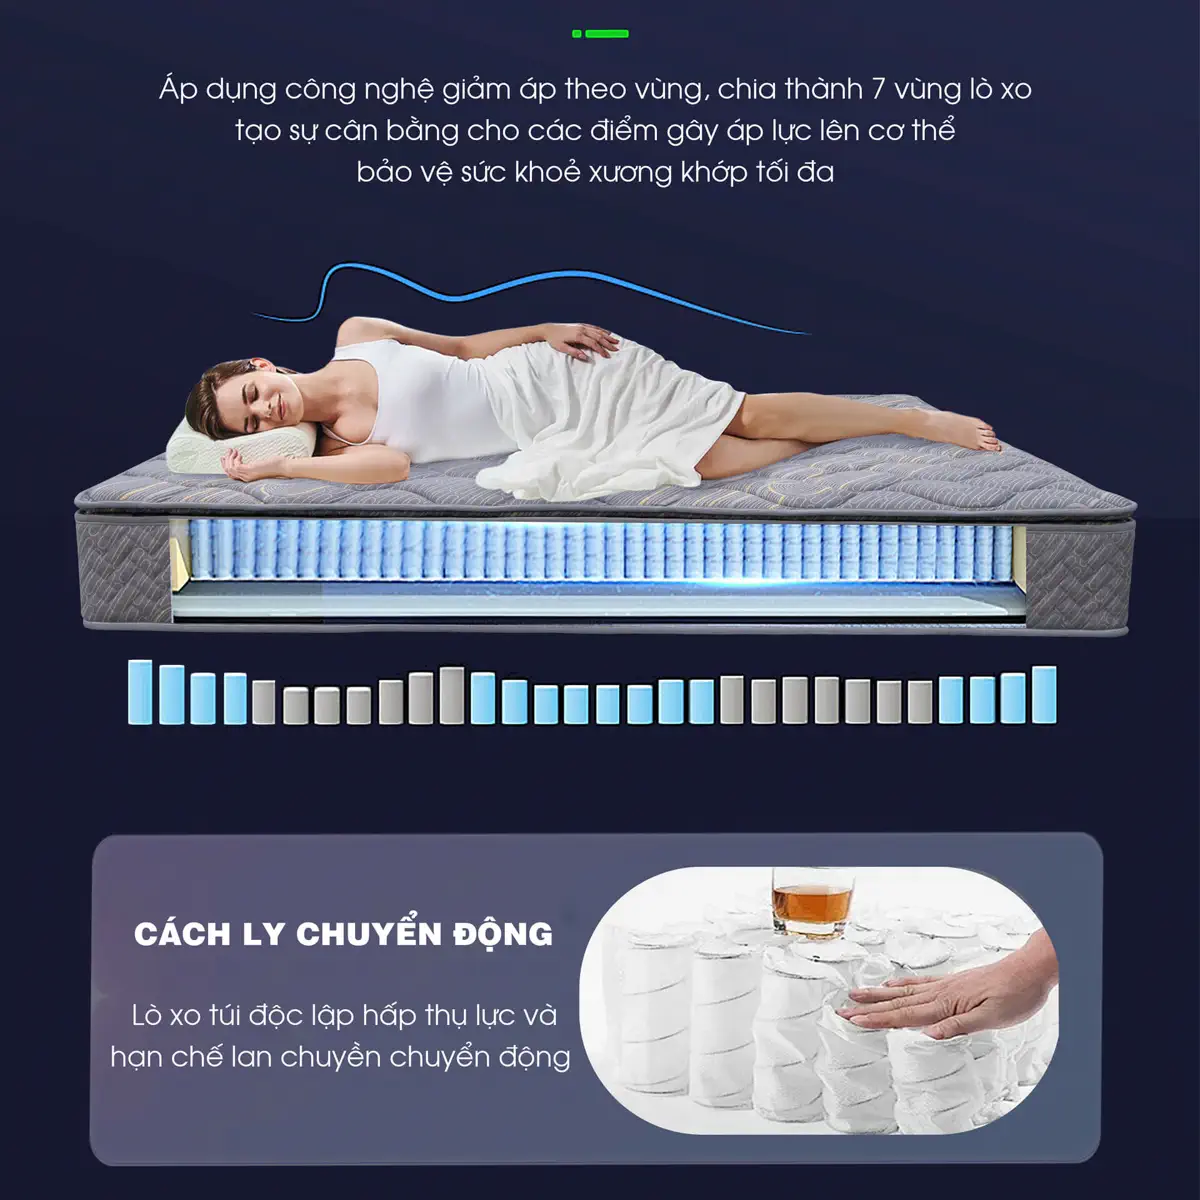 Áp dụng công nghệ giảm áp theo vùng, chia thành 7 vùng lò xo
tạo sự cân bằng cho các điểm gây áp lực lên cơ thể
bảo vệ sức khoẻ xương khớp tối đa
CÁCH LY CHUYỂN ĐỘNG
Lò xo túi độc lập hấp thụ lực và
hạn chế lan chuyền chuyển động